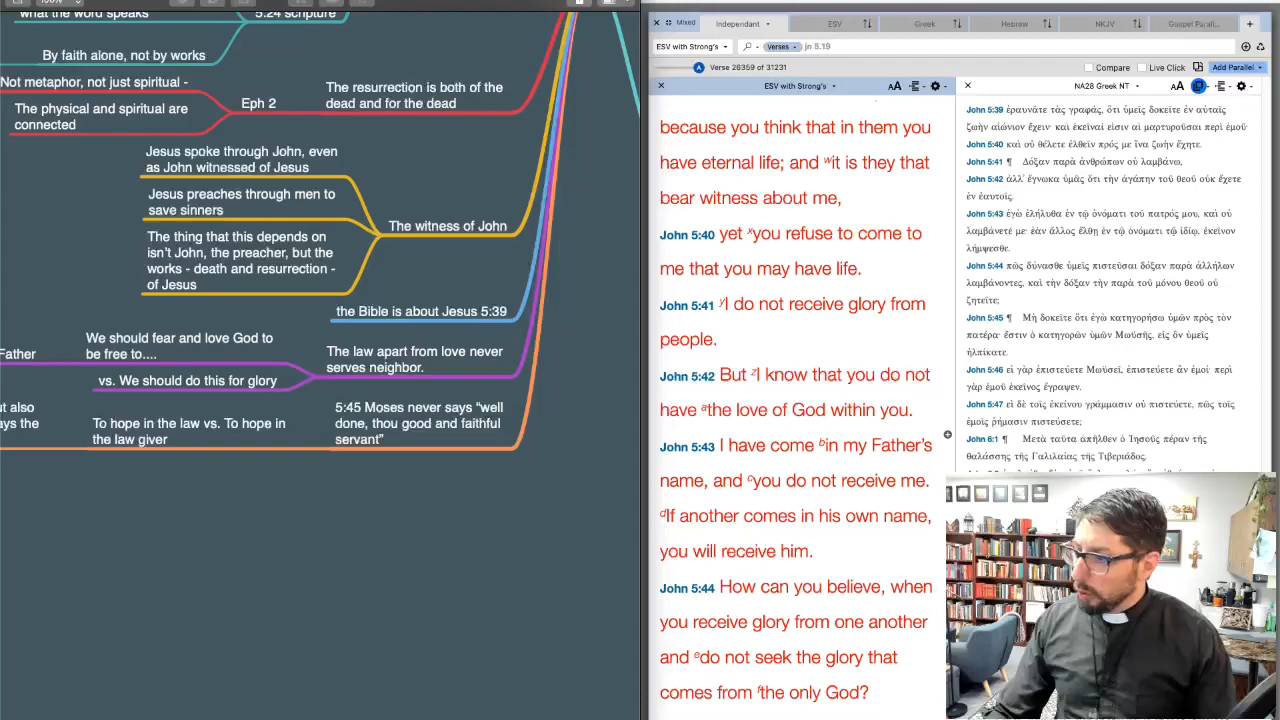 what the word speaks
5:24 scripture
By faith alone, not by works
Not metaphor, not just spiritual -
The physical and spiritual are
connected
Eph 2
The resurrection is both of the
dead and for the dead
Jesus spoke through John, even
as John witnessed of Jesus
Jesus preaches through men to
save sinners
The thing that this depends on
isn't John, the preacher, but the
works - death and resurrection -
of Jesus
The witness of John
the Bible is about Jesus 5:39
Father
We should fear and love God to
be free to....
vs. We should do this for glory
The law apart from love never
serves neighbor.
ut also
ays the
To hope in the law vs. To hope in
the law giver
5:45 Moses never says “well
done, thou good and faithful
servant”
Mixed
Independant
ESV
Greek
Hebrew
NKJV
Gospel Parall...
ESV with Strong's
verses
jn 5.19
Verse 26359 of 31231
Compare
Live Click
Add Parallel
ESV with Strong's
because you think that in them you
have eternal life; and wit is they that
bear witness about me,
John 5:40 yet xyou refuse to come to
me that you may have life.
John 5:41 yI do not receive glory from
people.
John 5:42 But zI know that you do not
have athe love of God within you.
John 5:43 I have come bin my Father’s
name, and cyou do not receive me.
dIf another comes in his own name,
you will receive him.
John 5:44 How can you believe, when
you receive glory from one another
and edo not seek the glory that
comes from fthe only God?
AA
NA28 Greek NT
AA
John 5:39 ἐραυνᾶτε τὰς γραφάς, ὅτι ὑμεῖς δοκεῖτε ἐν αὐταῖς
ζωὴν αἰώνιον ἔχειν· καὶ ἐκεῖναί εἰσιν αἱ μαρτυροῦσαι περὶ ἐμοῦ·
John 5:40 καὶ οὐ θέλετε ἐλθεῖν πρός με ἵνα ζωὴν ἔχητε.
John 5:41 ¶ Δόξαν παρὰ ἀνθρώπων οὐ λαμβάνω,
John 5:42 ἀλλ’ ἔγνωκα ὑμᾶς ὅτι τὴν ἀγάπην τοῦ θεοῦ οὐκ ἔχετε
ἐν ἑαυτοῖς.
John 5:43 ἐγὼ ἐλήλυθα ἐν τῷ ὀνόματι τοῦ πατρός μου, καὶ οὐ
λαμβάνετέ με· ἐὰν ἄλλος ἔλθῃ ἐν τῷ ὀνόματι τῷ ἰδίῳ, ἐκεῖνον
λήμψεσθε.
John 5:44 πῶς δύνασθε ὑμεῖς πιστεῦσαι δόξαν παρὰ ἀλλήλων
λαμβάνοντες, καὶ τὴν δόξαν τὴν παρὰ τοῦ μόνου θεοῦ οὐ
ζητεῖτε;
John 5:45 ¶ Μὴ δοκεῖτε ὅτι ἐγὼ κατηγορήσω ὑμῶν πρὸς τὸν
πατέρα· ἔστιν ὁ κατηγορῶν ὑμῶν Μωϋσῆς, εἰς ὃν ὑμεῖς
ἠλπίκατε.
John 5:46 εἰ γὰρ ἐπιστεύετε Μωϋσεῖ, ἐπιστεύετε ἂν ἐμοί· περὶ
γὰρ ἐμοῦ ἐκεῖνος ἔγραψεν.
John 5:47 εἰ δὲ τοῖς ἐκείνου γράμμασιν οὐ πιστεύετε, πῶς τοῖς
ἐμοῖς ῥήμασιν πιστεύσετε;
John 6:1 ¶ Μετὰ ταῦτα ἀπῆλθεν ὁ Ἰησοῦς πέραν τῆς
θαλάσσης τῆς Γαλιλαίας τῆς Τιβεριάδος.